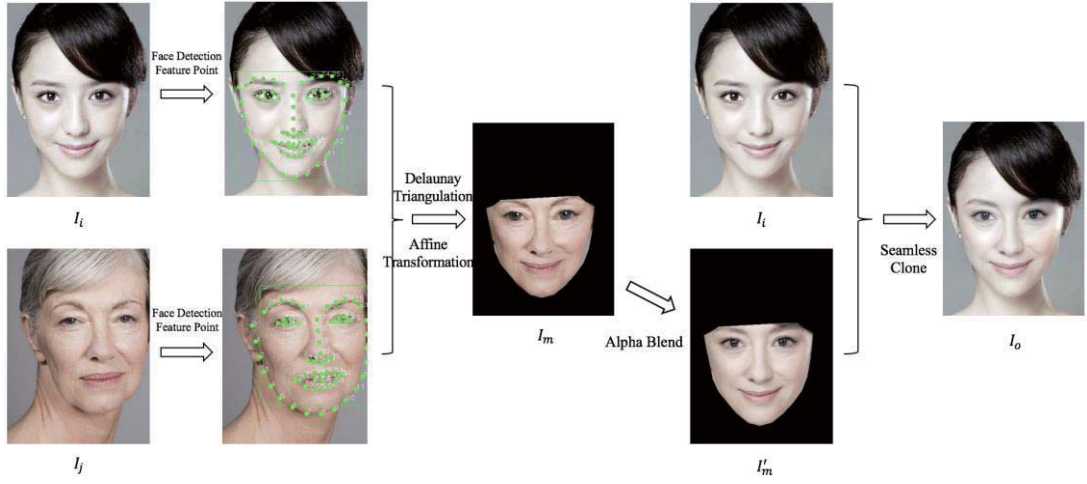 Face Detection
Feature Point
I_i
Face Detection
Feature Point
I_j
Delaunay
Triangulation
Affine
Transformation
I_m
Alpha Blend
I_i
I'_m
Seamless
Clone
I_o